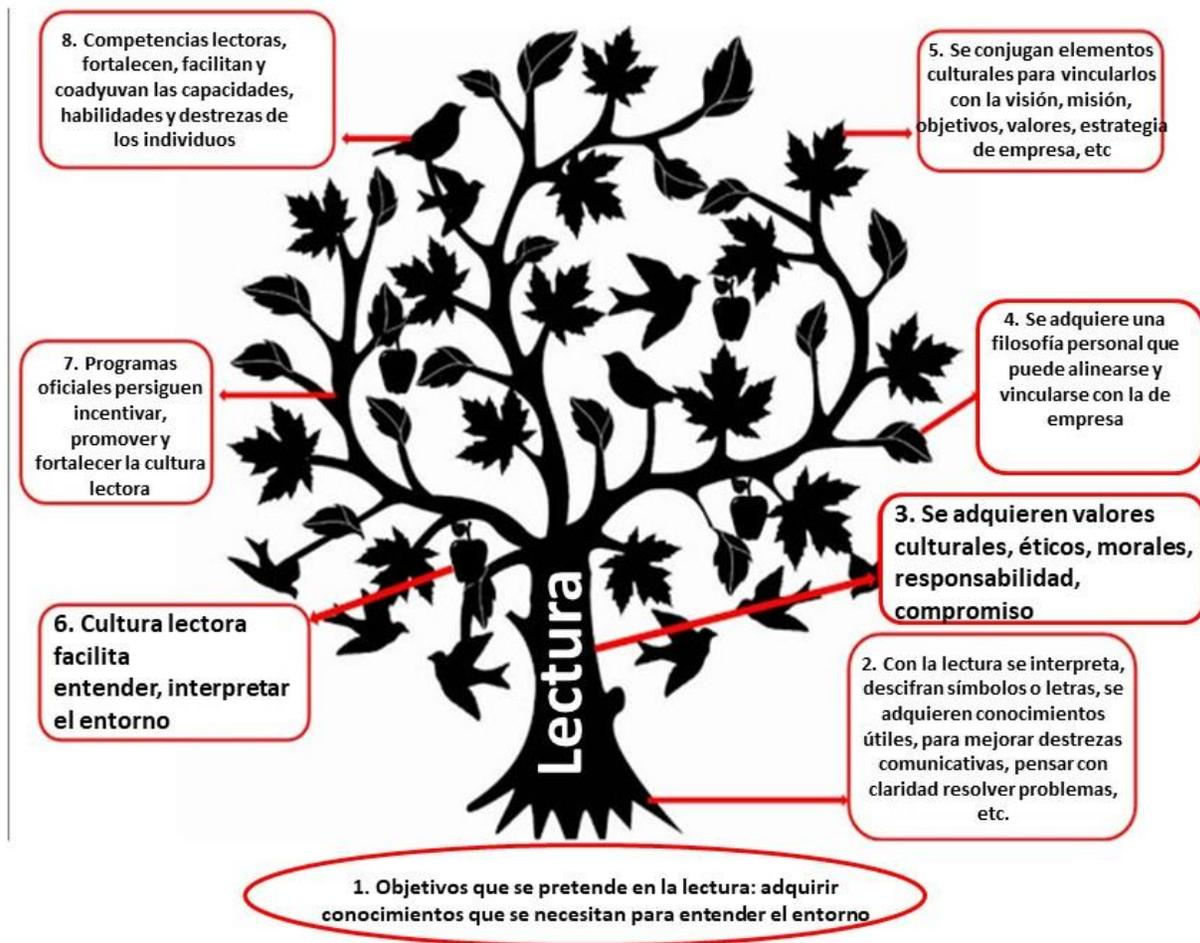 8. Competencias lectoras,
fortalecen, facilitan y
coadyuvan las capacidades,
habilidades y destrezas de
los individuos
5. Se conjugan elementos
culturales para vincularlos
con la visión, misión,
objetivos, valores, estrategia
de empresa, etc
7. Programas
oficiales persiguen
incentivar,
promover y
fortalecer la cultura
lectora
4. Se adquiere una
filosofía personal que
puede alinearse y
vincularse con la de
empresa
3. Se adquieren valores
culturales, éticos, morales,
responsabilidad,
compromiso
6. Cultura lectora
facilita
entender, interpretar
el entorno
Lectura
2. Con la lectura se interpreta,
descifran símbolos o letras, se
adquieren conocimientos
útiles, para mejorar destrezas
comunicativas, pensar con
claridad resolver problemas,
etc.
1. Objetivos que se pretende en la lectura: adquirir
conocimientos que se necesitan para entender el entorno